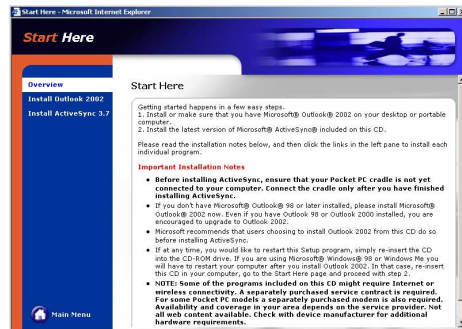 Start Here - Microsoft Internet Explorer
Start Here
Overview
Install Outlook 2002
Install ActiveSync 3.7
Main Menu
Start Here
Getting started happens in a few easy steps.
1. Install or make sure that you have Microsoft® Outlook® 2002 on your desktop or portable
computer.
2. Install the latest version of Microsoft® ActiveSync® included on this CD.
Please read the installation notes below, and then click the links in the left pane to install each
individual program.
Important Installation Notes
• Before installing ActiveSync, ensure that your Pocket PC cradle is not yet
connected to your computer. Connect the cradle only after you have finished
installing ActiveSync.
• If you don't have Microsoft® Outlook® 98 or later installed, please install Microsoft®
Outlook® 2002 now. Even if you have Outlook 98 or Outlook 2000 installed, you are
encouraged to upgrade to Outlook 2002.
• Microsoft recommends that users choosing to install Outlook 2002 from this CD do so
before installing ActiveSync.
• If at any time, you would like to restart this Setup program, simply re-insert the CD
into the CD-ROM drive. If you are using Microsoft® Windows® 98 or Windows Me you
will have to restart your computer after you install Outlook 2002. In that case, re-insert
this CD in your computer, go to the Start Here page and proceed with step 2.
• NOTE: Some of the programs included on this CD might require Internet or
wireless connectivity. A separately purchased service contract is required.
For some Pocket PC models a separately purchased modem is also required.
Availability and coverage in your area depends on the service provider. Not
all web content available. Check with device manufacturer for additional
hardware requirements.